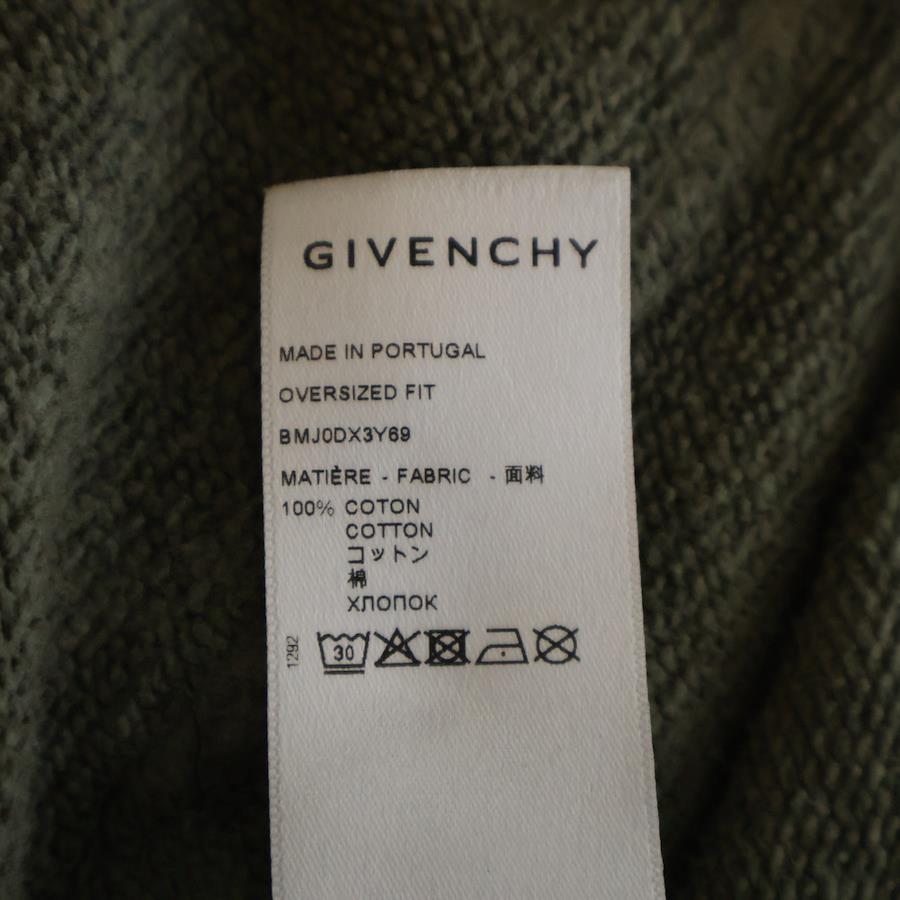 GIVENCHY
MADE IN PORTUGAL
OVERSIZED FIT
BMJ0DX3Y69
MATIÈRE - FABRIC - 面料
100% COTON
COTTON
コットン
棉
ХЛОПОК
1292
30